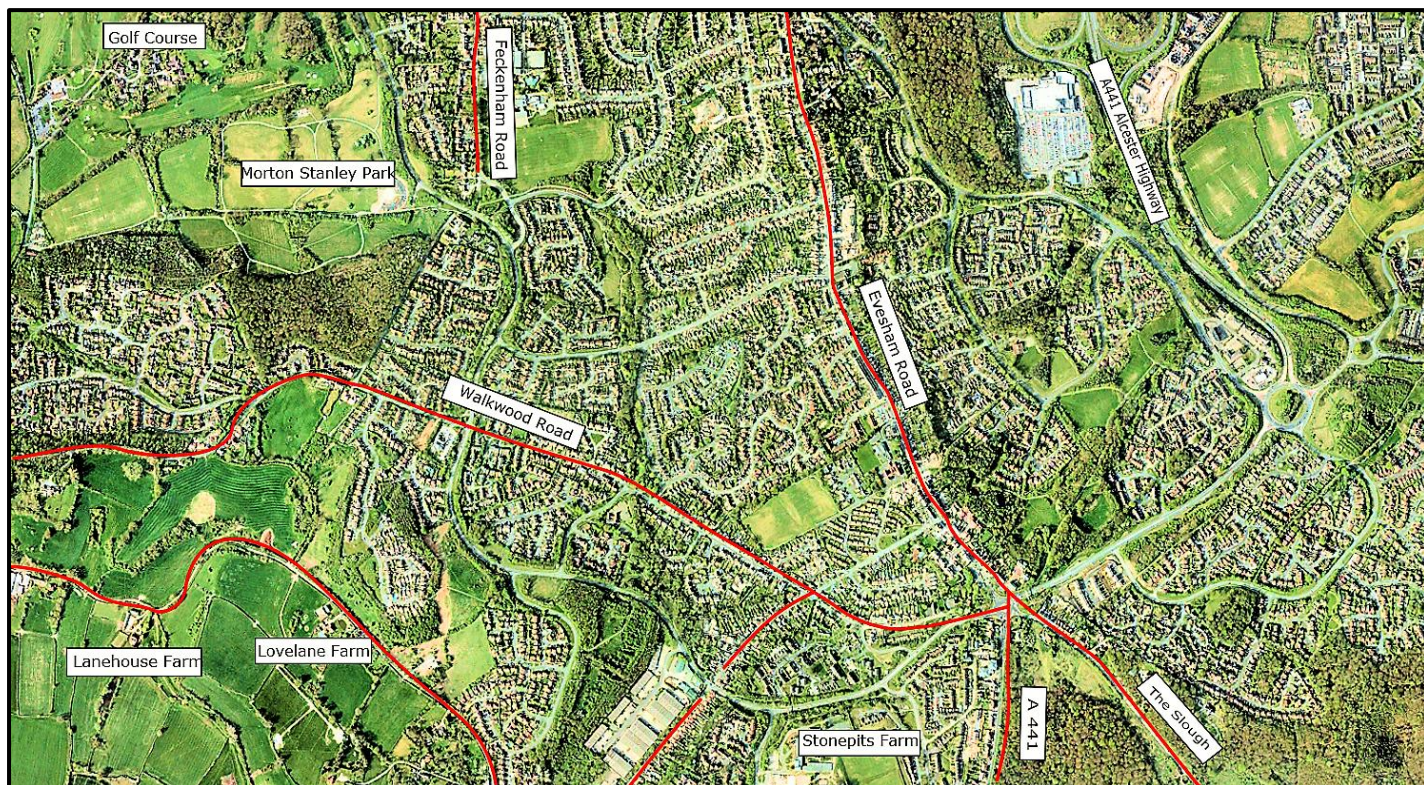 Golf Course
Feckenham Road
A441 Alcester Highway
Morton Stanley Park
Evesham Road
Walkwood Road
Lovelane Farm
Lanehouse Farm
The Slough
A 441
Stonepits Farm